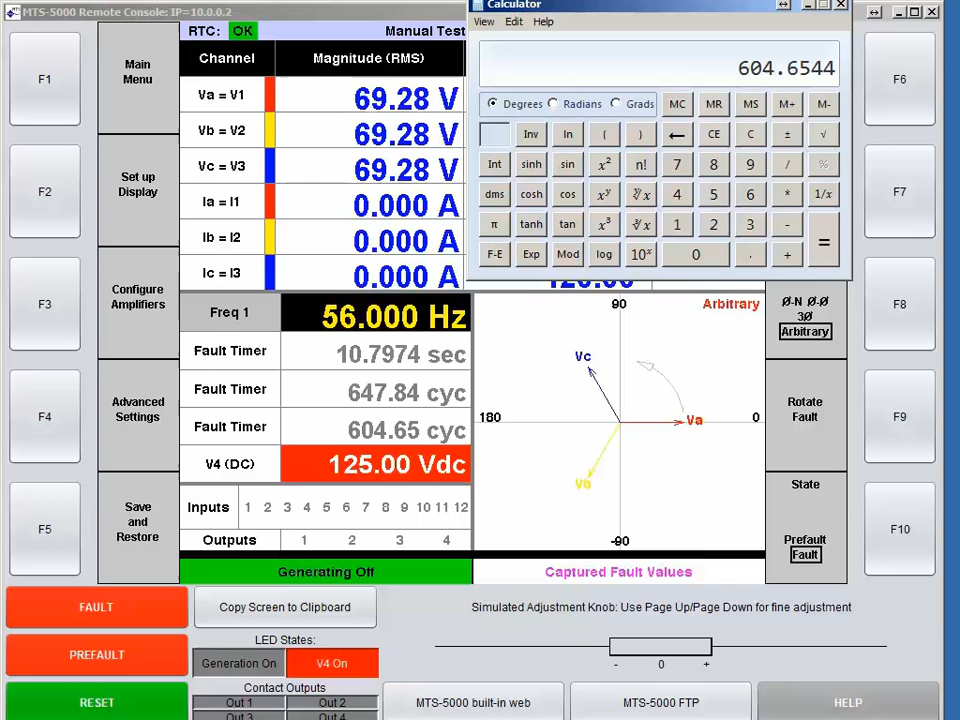 MTS-5000 Remote Console: IP=10.0.0.2
Calculator
View Edit Help
604.6544
Degrees Radians Grads MC MR MS M+ M-
Inv ln ( ) ← CE C ± √
Int sinh sin x² n! 7 8 9 / %
dms cosh cos xʸ ʸ√x 4 5 6 * 1/x
π tanh tan x³ ³√x 1 2 3 - =
F-E Exp Mod log 10ˣ 0 . +
RTC: OK Manual Test
Channel Magnitude (RMS)
Va = V1 69.28 V
Vb = V2 69.28 V
Vc = V3 69.28 V
Ia = I1 0.000 A
Ib = I2 0.000 A
Ic = I3 0.000 A
Freq 1 56.000 Hz
Fault Timer 10.7974 sec
Fault Timer 647.84 cyc
Fault Timer 604.65 cyc
V4 (DC) 125.00 Vdc
Inputs 1 2 3 4 5 6 7 8 9 10 11 12
Outputs 1 2 3 4
Generating Off
Captured Fault Values
90 Arbitrary
Vc
180 Va 0
Vb
-90
F1
Main
Menu
F2
Set up
Display
F3
Configure
Amplifiers
F4
Advanced
Settings
F5
Save
and
Restore
F6
F7
F8
Ø-N Ø-Ø
3Ø
Arbitrary
F9
Rotate
Fault
F10
State
Prefault
Fault
FAULT
PREFAULT
RESET
Copy Screen to Clipboard
LED States:
Generation On V4 On
Contact Outputs
Out 1 Out 2
Out 3 Out 4
Simulated Adjustment Knob: Use Page Up/Page Down for fine adjustment
- 0 +
MTS-5000 built-in web
MTS-5000 FTP
HELP